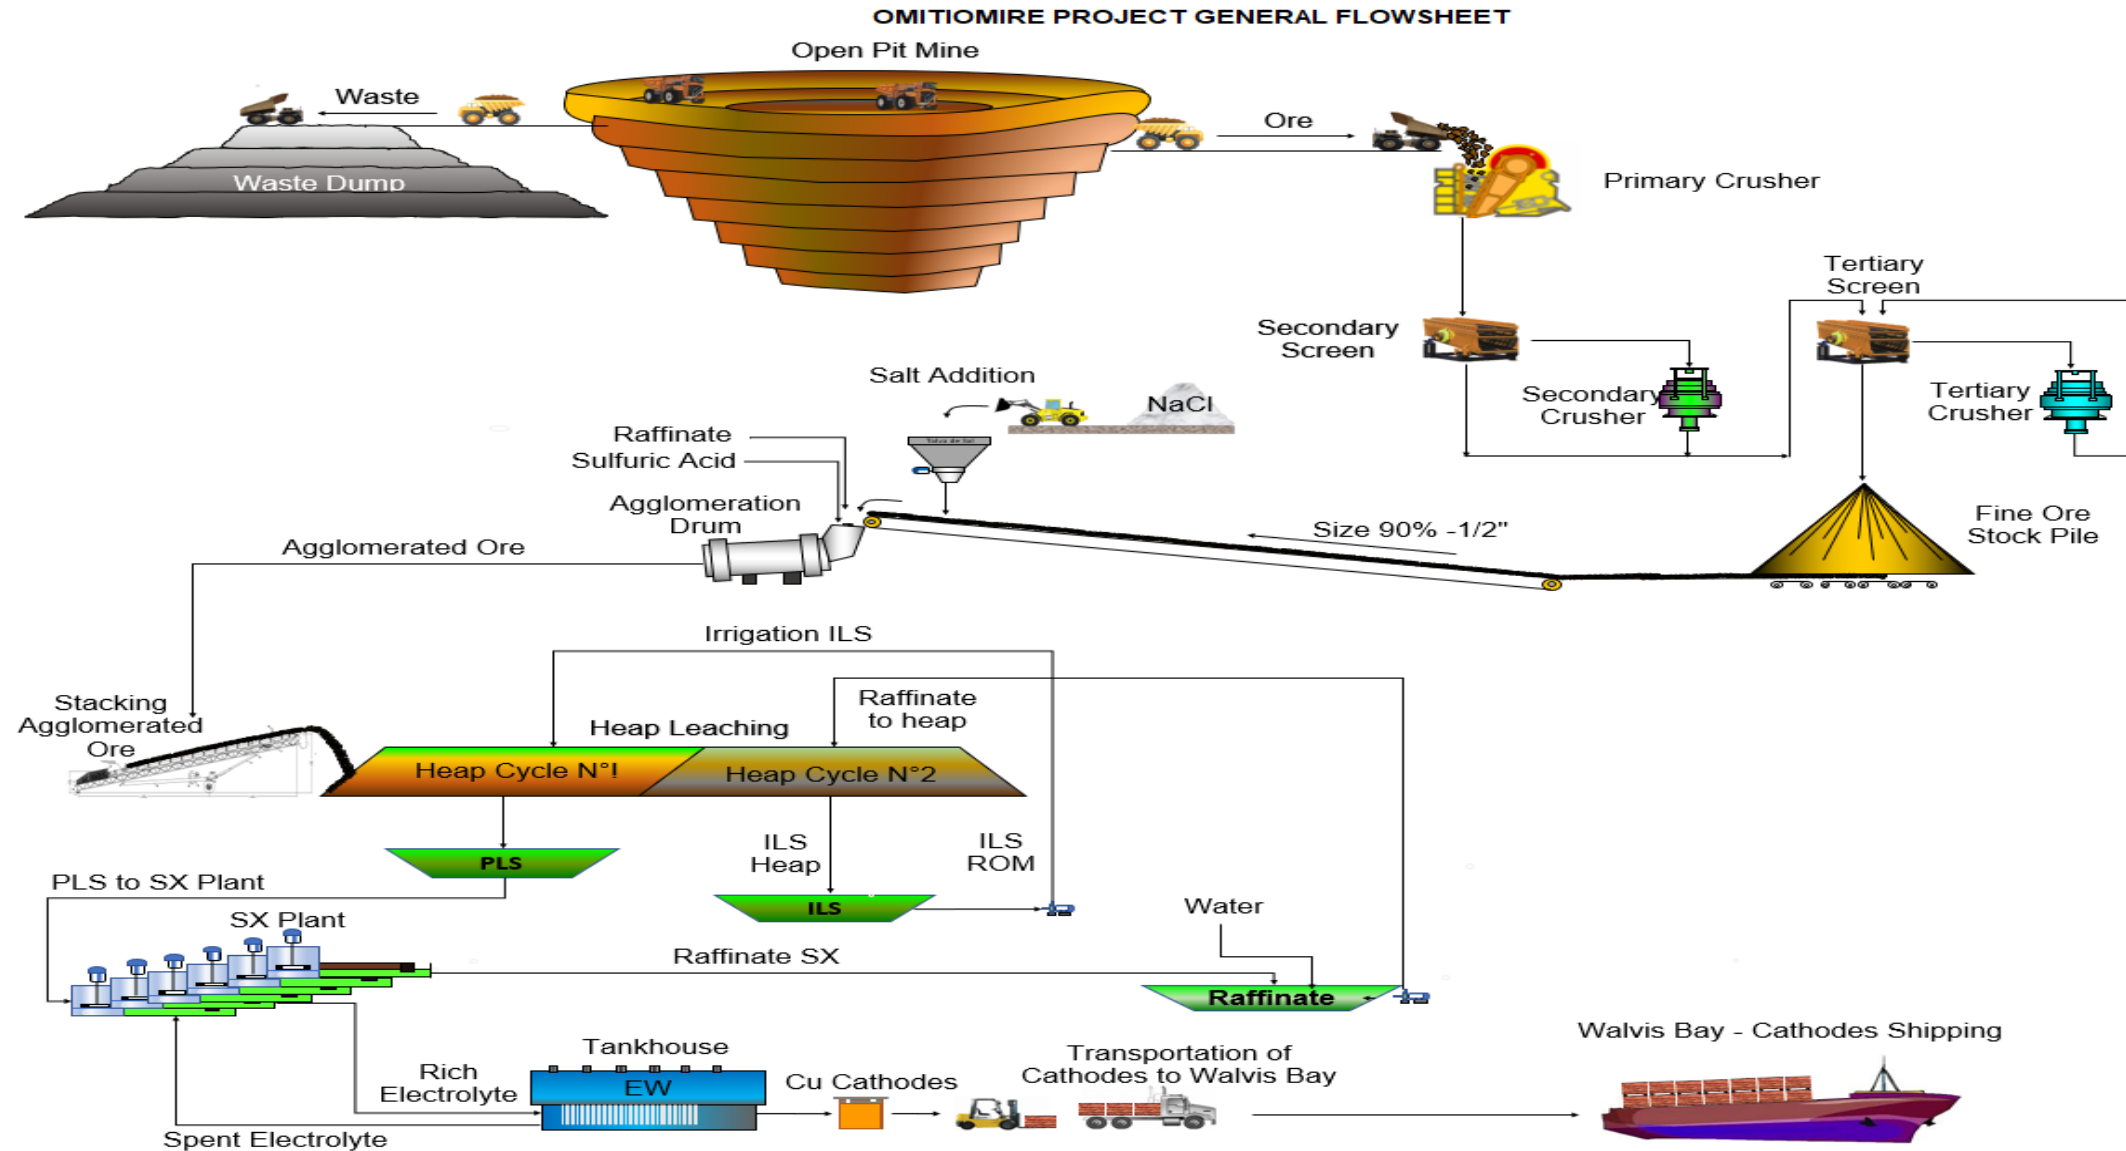 OMITIOMIRE PROJECT GENERAL FLOWSHEET
Open Pit Mine
Waste
Ore
Waste Dump
Primary Crusher
Tertiary
Screen
Secondary
Screen
Salt Addition
NaCl
Secondary
Crusher
Tertiary
Crusher
Raffinate
Sulfuric Acid
Tolva de Sal
Agglomeration
Drum
Size 90% -1/2"
Fine Ore
Stock Pile
Agglomerated Ore
Irrigation ILS
Stacking
Agglomerated
Ore
Heap Leaching
Raffinate
to heap
Heap Cycle N°!
Heap Cycle N°2
ILS
Heap
ILS
ROM
PLS
PLS to SX Plant
ILS
Water
SX Plant
Raffinate SX
Raffinate
Walvis Bay - Cathodes Shipping
Tankhouse
Transportation of
Cathodes to Walvis Bay
Rich
Electrolyte
EW
Cu Cathodes
Spent Electrolyte